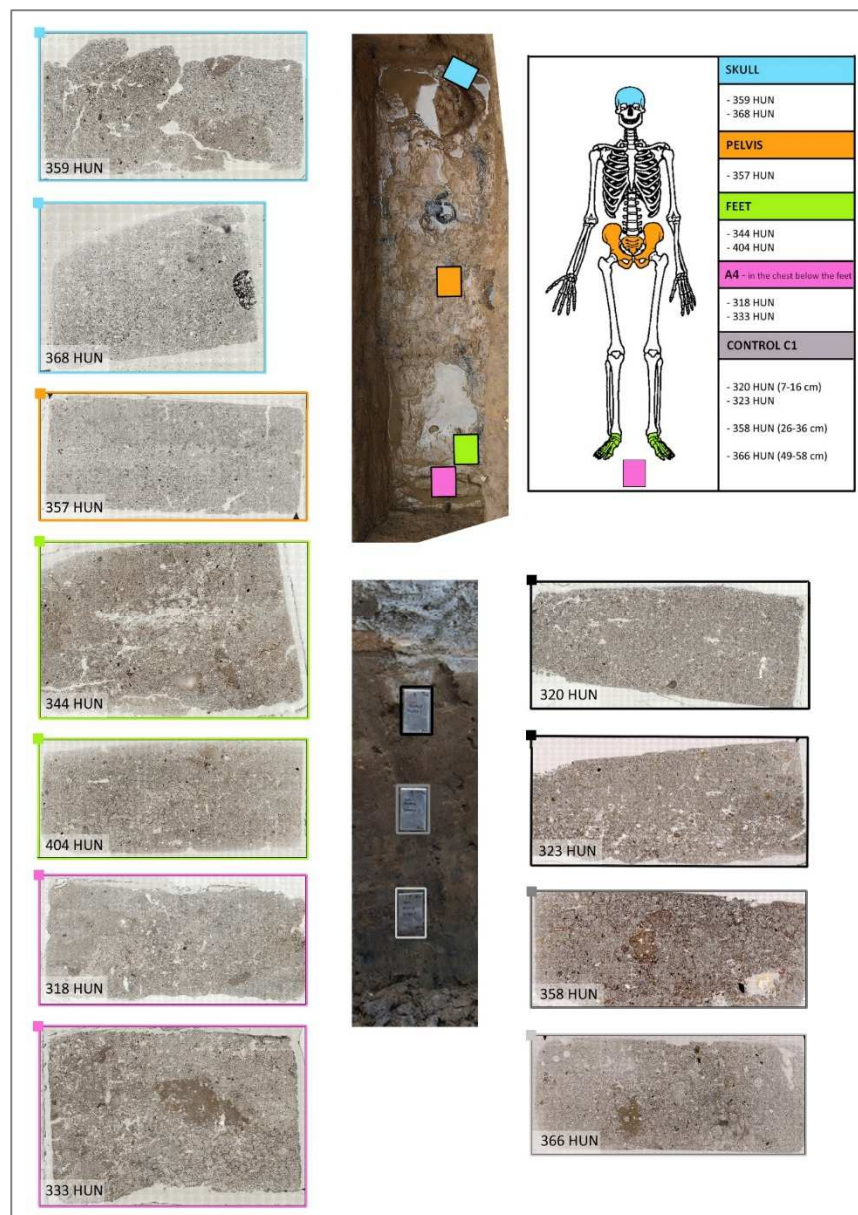 359 HUN
368 HUN
357 HUN
344 HUN
404 HUN
318 HUN
333 HUN
SKULL
- 359 HUN
- 368 HUN
PELVIS
- 357 HUN
FEET
- 344 HUN
- 404 HUN
A4 - in the chest below the feet
- 318 HUN
- 333 HUN
CONTROL C1
- 320 HUN (7-16 cm)
- 323 HUN
- 358 HUN (26-36 cm)
- 366 HUN (49-58 cm)
320 HUN
323 HUN
358 HUN
366 HUN